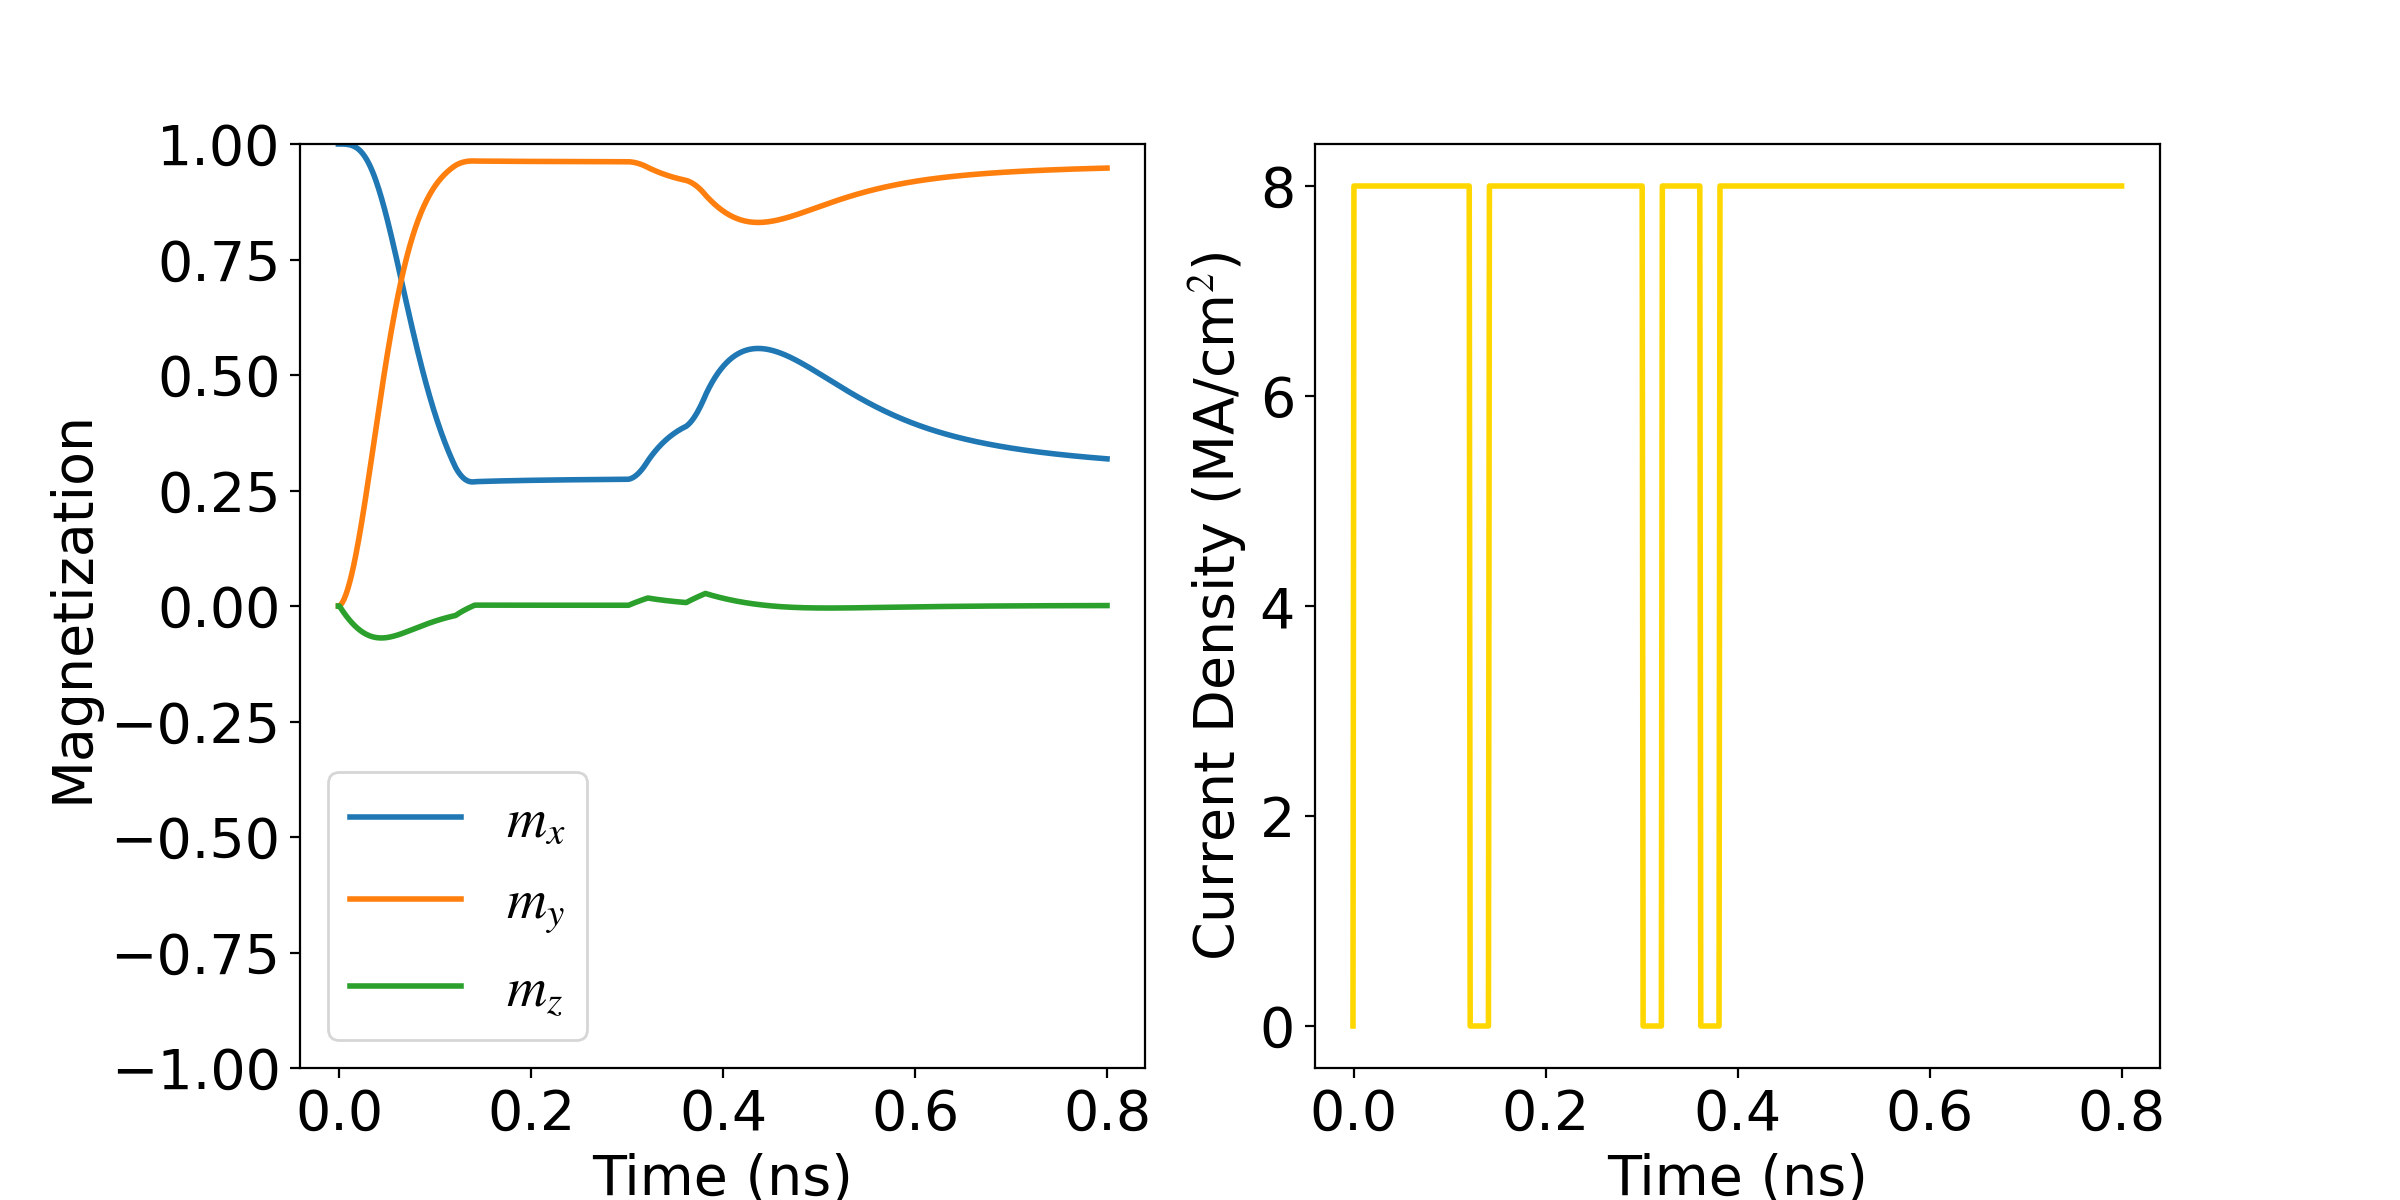 Magnetization
1.00
0.75
0.50
0.25
0.00
−0.25
−0.50
−0.75
−1.00
m_x
m_y
m_z
0.0 0.2 0.4 0.6 0.8
Time (ns)
Current Density (MA/cm²)
8
6
4
2
0
0.0 0.2 0.4 0.6 0.8
Time (ns)